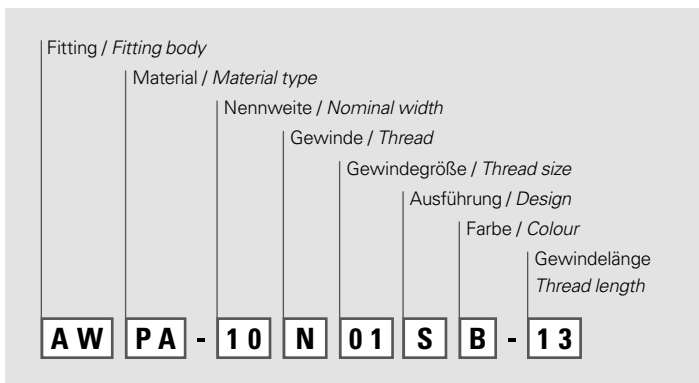 Fitting / Fitting body
Material / Material type
Nennweite / Nominal width
Gewinde / Thread
Gewindegröße / Thread size
Ausführung / Design
Farbe / Colour
Gewindelänge
Thread length
AW PA - 10 N 01 S B - 13